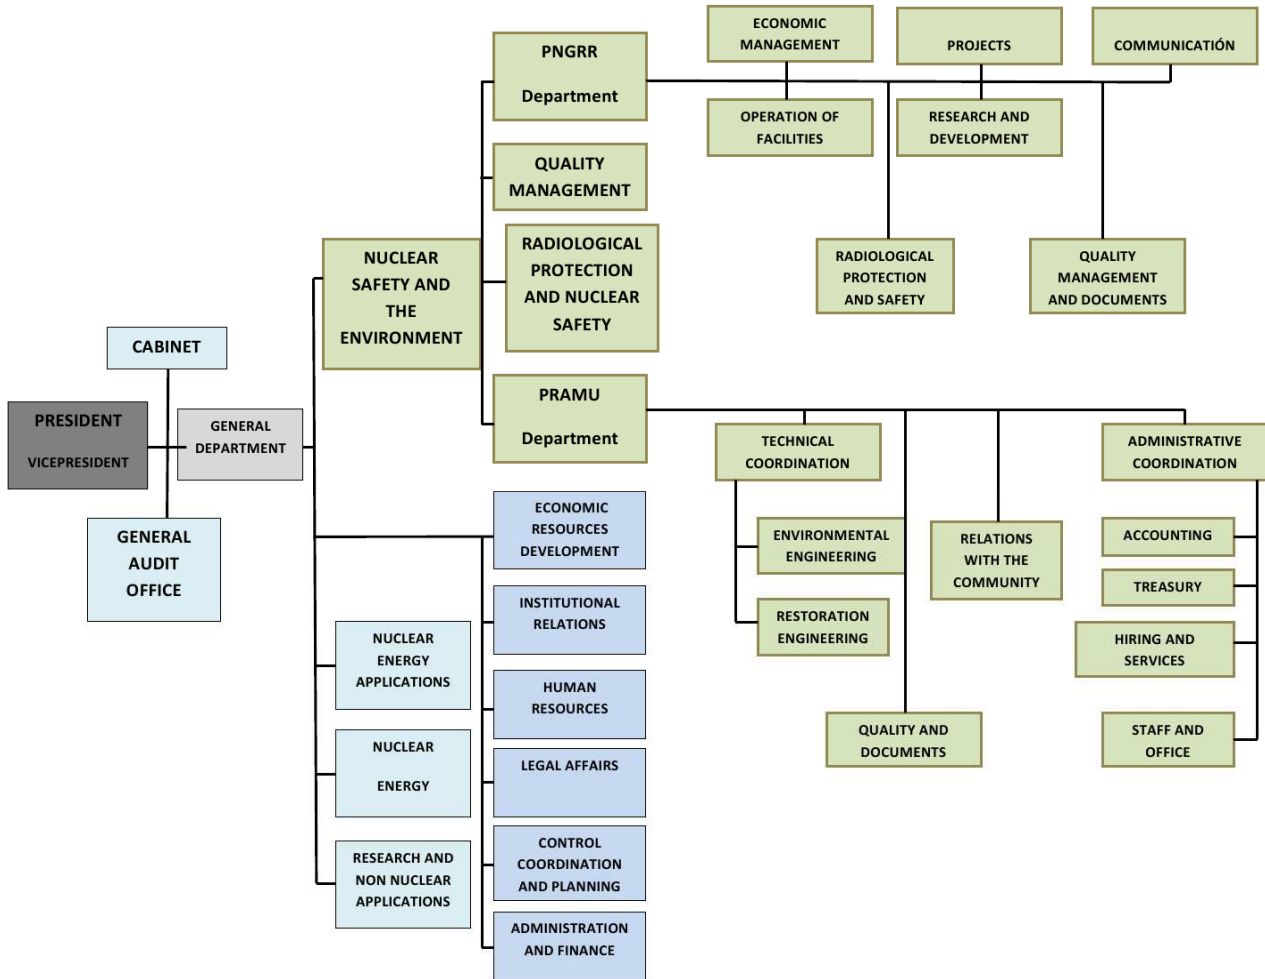 PRESIDENT
VICEPRESIDENT
CABINET
GENERAL
DEPARTMENT
GENERAL
AUDIT
OFFICE
NUCLEAR
SAFETY AND
THE
ENVIRONMENT
PNGRR
Department
QUALITY
MANAGEMENT
RADIOLOGICAL
PROTECTION
AND NUCLEAR
SAFETY
PRAMU
Department
ECONOMIC
MANAGEMENT
PROJECTS
COMMUNICATIÓN
OPERATION OF
FACILITIES
RESEARCH AND
DEVELOPMENT
RADIOLOGICAL
PROTECTION
AND SAFETY
QUALITY
MANAGEMENT
AND DOCUMENTS
TECHNICAL
COORDINATION
ADMINISTRATIVE
COORDINATION
ENVIRONMENTAL
ENGINEERING
RESTORATION
ENGINEERING
QUALITY AND
DOCUMENTS
RELATIONS
WITH THE
COMMUNITY
ACCOUNTING
TREASURY
HIRING AND
SERVICES
STAFF AND
OFFICE
ECONOMIC
RESOURCES
DEVELOPMENT
INSTITUTIONAL
RELATIONS
HUMAN
RESOURCES
LEGAL AFFAIRS
CONTROL
COORDINATION
AND PLANNING
ADMINISTRATION
AND FINANCE
NUCLEAR
ENERGY
APPLICATIONS
NUCLEAR
ENERGY
RESEARCH AND
NON NUCLEAR
APPLICATIONS